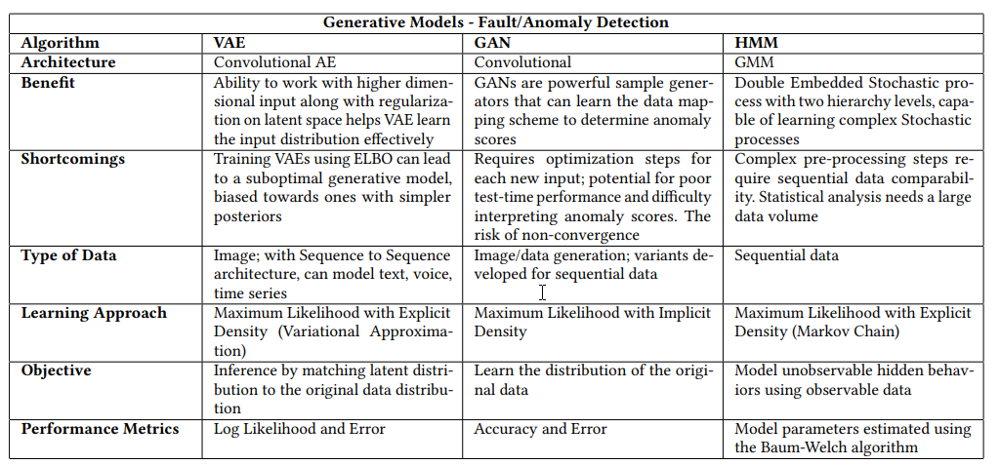 Generative Models - Fault/Anomaly Detection
Algorithm VAE GAN HMM
Architecture Convolutional AE Convolutional GMM
Benefit Ability to work with higher dimen- GANs are powerful sample gener- Double Embedded Stochastic pro-
sional input along with regulariza- ators that can learn the data map- cess with two hierarchy levels, capa-
tion on latent space helps VAE learn ping scheme to determine anomaly ble of learning complex Stochastic
the input distribution effectively scores processes
Shortcomings Training VAEs using ELBO can lead Requires optimization steps for Complex pre-processing steps re-
to a suboptimal generative model, each new input; potential for poor quire sequential data comparabil-
biased towards ones with simpler test-time performance and difficulty ity. Statistical analysis needs a large
posteriors interpreting anomaly scores. The data volume
risk of non-convergence
Type of Data Image; with Sequence to Sequence Image/data generation; variants de- Sequential data
architecture, can model text, voice, veloped for sequential data
time series
Learning Approach Maximum Likelihood with Explicit Maximum Likelihood with Implicit Maximum Likelihood with Explicit
Density (Variational Approxima- Density Density (Markov Chain)
tion)
Objective Inference by matching latent distri- Learn the distribution of the origi- Model unobservable hidden behav-
bution to the original data distribu- nal data iors using observable data
tion
Performance Metrics Log Likelihood and Error Accuracy and Error Model parameters estimated using
the Baum-Welch algorithm